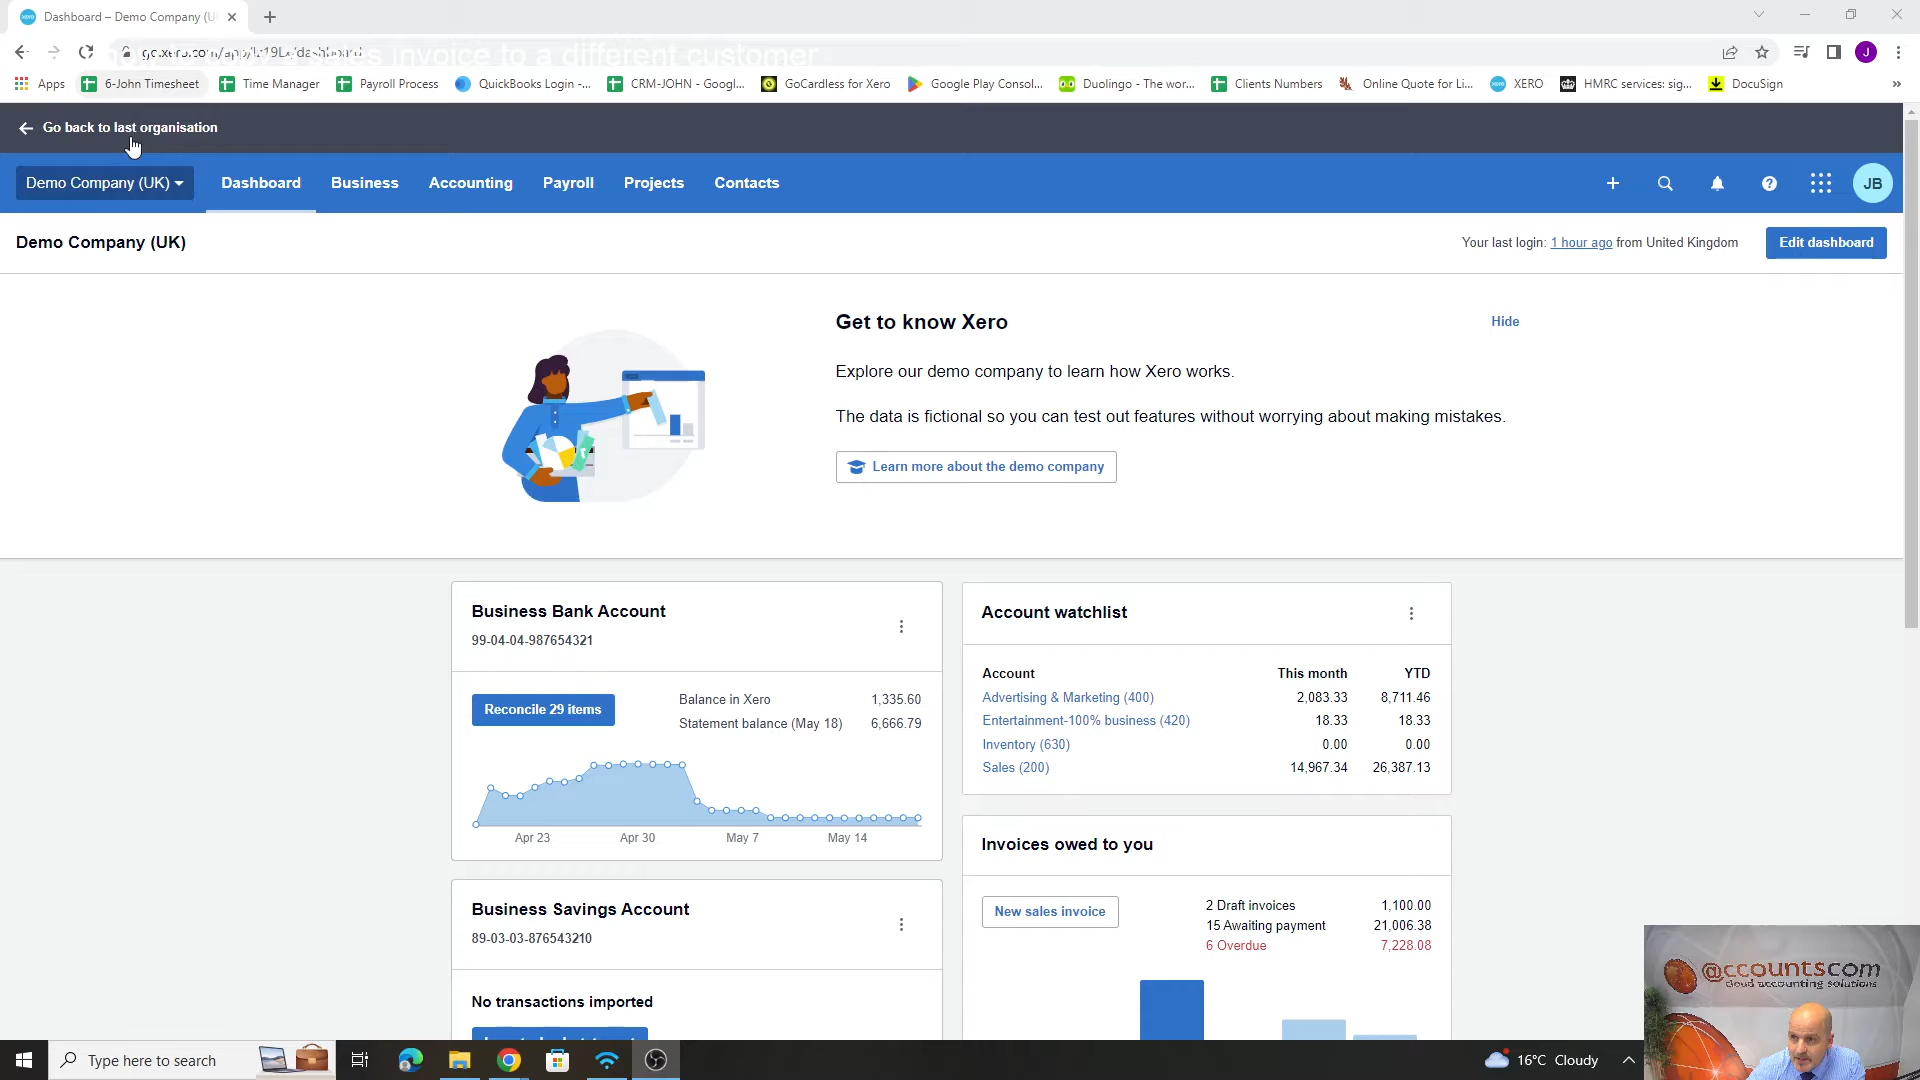 Dashboard – Demo Company (U
sales invoice to a different customer
go.xero.com/app/!r19Lx/dashboard
Apps
6-John Timesheet
Time Manager
Payroll Process
QuickBooks Login -...
CRM-JOHN - Googl...
GoCardless for Xero
Google Play Consol...
Duolingo - The wor...
Clients Numbers
Online Quote for Li...
XERO
HMRC services: sig...
DocuSign
»
Go back to last organisation
Demo Company (UK)
Dashboard
Business
Accounting
Payroll
Projects
Contacts
JB
Demo Company (UK)
Your last login: 1 hour ago from United Kingdom
Edit dashboard
Get to know Xero
Hide
Explore our demo company to learn how Xero works.
The data is fictional so you can test out features without worrying about making mistakes.
Learn more about the demo company
Business Bank Account
99-04-04-987654321
Reconcile 29 items
Balance in Xero 1,335.60
Statement balance (May 18) 6,666.79
Apr 23 Apr 30 May 7 May 14
Business Savings Account
89-03-03-876543210
No transactions imported
Account watchlist
Account This month YTD
Advertising & Marketing (400) 2,083.33 8,711.46
Entertainment-100% business (420) 18.33 18.33
Inventory (630) 0.00 0.00
Sales (200) 14,967.34 26,387.13
Invoices owed to you
New sales invoice
2 Draft invoices 1,100.00
15 Awaiting payment 21,006.38
6 Overdue 7,228.08
@ccountscom
cloud accounting solutions
Type here to search
16°C Cloudy